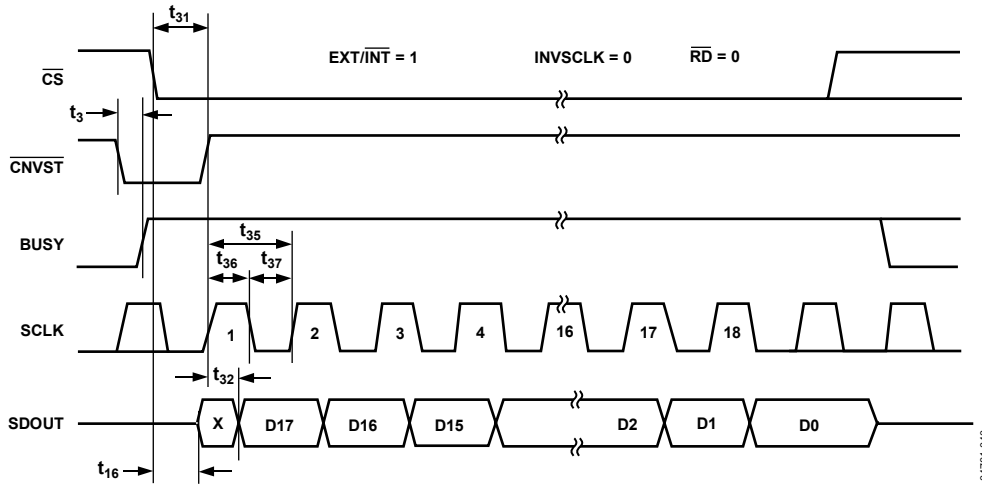 t31
EXT/INT = 1 INVSCLK = 0 RD = 0
CS
t3
CNVST
BUSY
t35
t36 t37
SCLK
1 2 3 4 16 17 18
t32
SDOUT
X D17 D16 D15 D2 D1 D0
t16